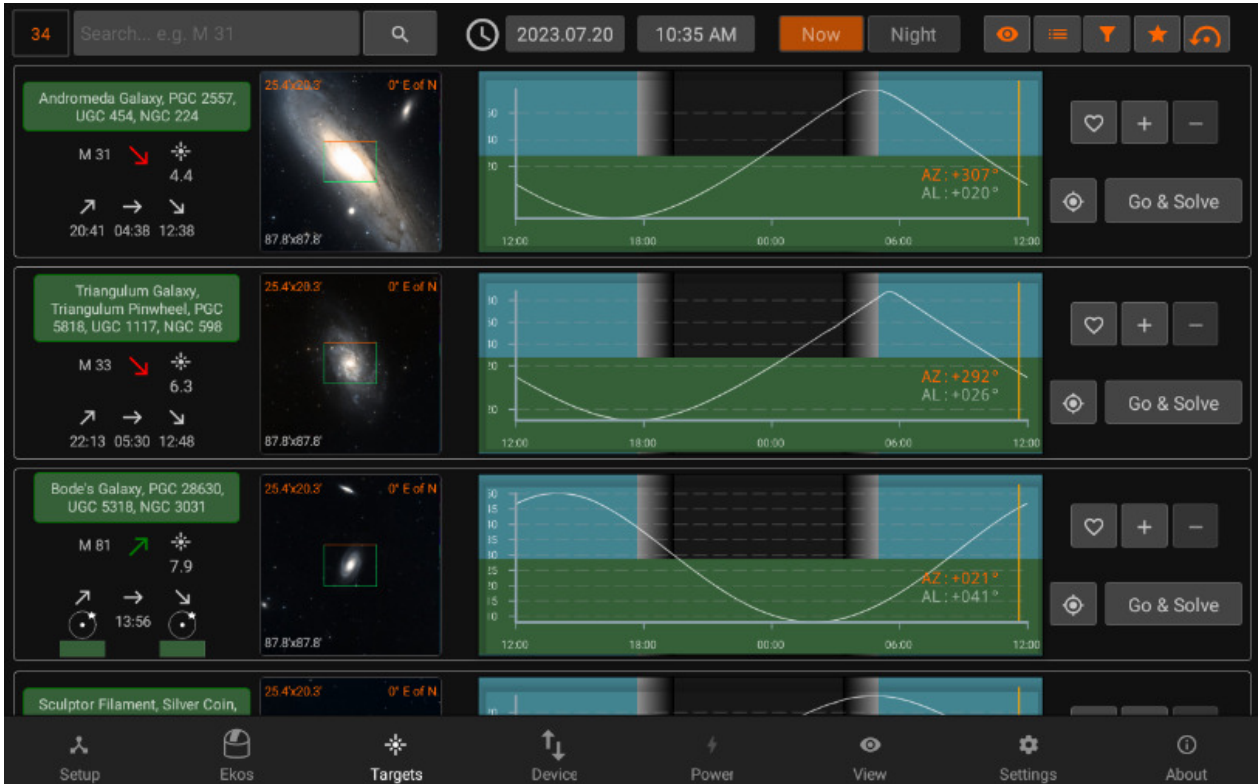 34 Search... e.g. M 31 2023.07.20 10:35 AM Now Night
Andromeda Galaxy, PGC 2557,
UGC 454, NGC 224
M 31
4.4
20:41 04:38 12:38
25.4'x20.3' 0° E of N
87.8'x87.8'
60
40
20
AZ: +307°
AL: +020°
12:00 18:00 00:00 06:00 12:00
Go & Solve
Triangulum Galaxy,
Triangulum Pinwheel, PGC
5818, UGC 1117, NGC 598
M 33
6.3
22:13 05:30 12:48
25.4'x20.3' 0° E of N
87.8'x87.8'
80
60
40
20
20
AZ: +292°
AL: +026°
12:00 18:00 00:00 06:00 12:00
Go & Solve
Bode's Galaxy, PGC 28630,
UGC 5318, NGC 3031
M 81
7.9
13:56
25.4'x20.3' 0° E of N
87.8'x87.8'
AZ: +021°
AL: +041°
12:00 18:00 00:00 06:00 12:00
Go & Solve
Sculptor Filament, Silver Coin,
25.4'x20.3' 0° E of N
Setup Ekos Targets Device Power View Settings About